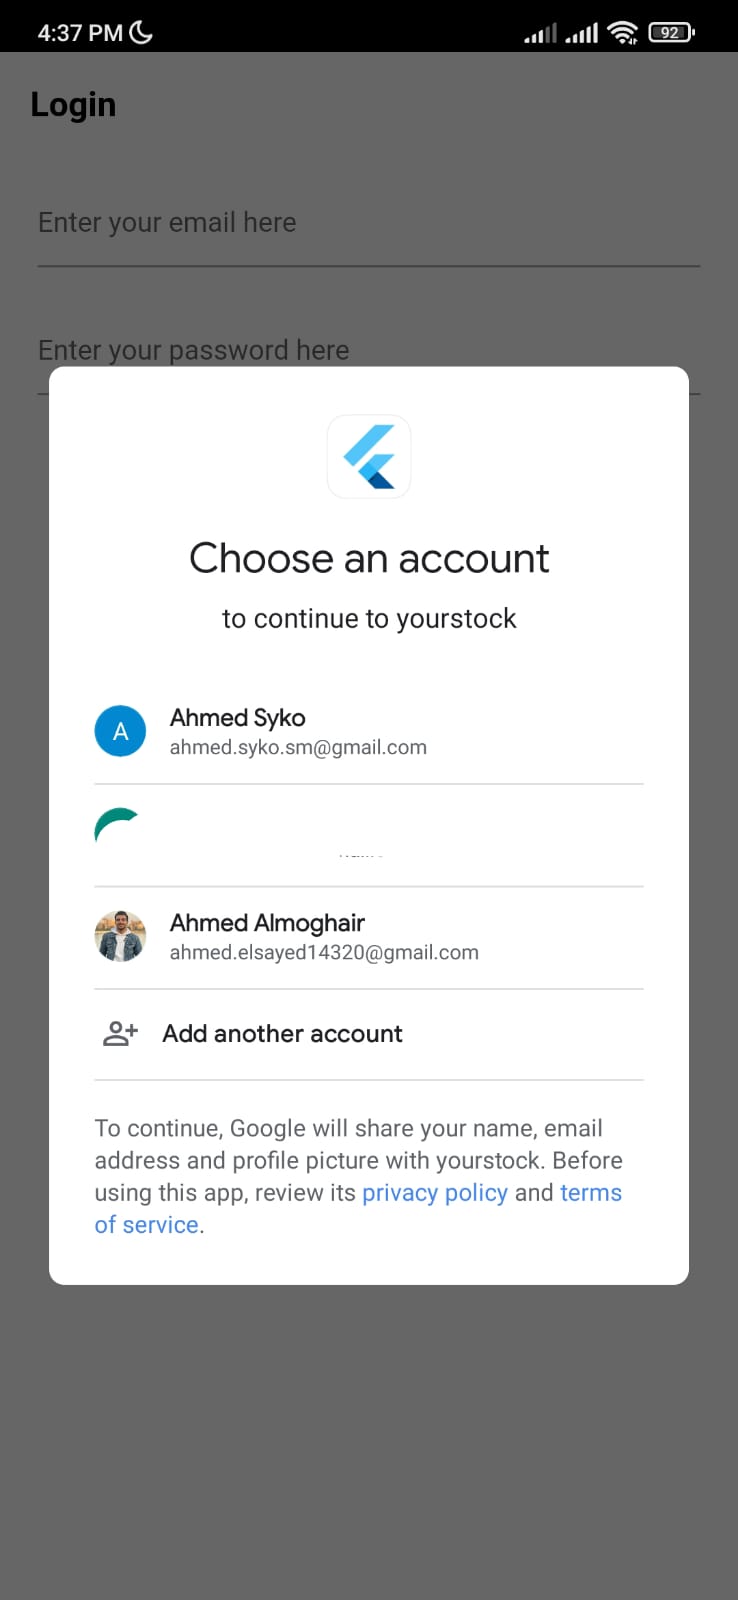 4:37 PM
92
Login
Enter your email here
Enter your password here
Choose an account
to continue to yourstock
A
Ahmed Syko
ahmed.syko.sm@gmail.com
Ahmed Almoghair
ahmed.elsayed14320@gmail.com
Add another account
To continue, Google will share your name, email
address and profile picture with yourstock. Before
using this app, review its privacy policy and terms
of service.